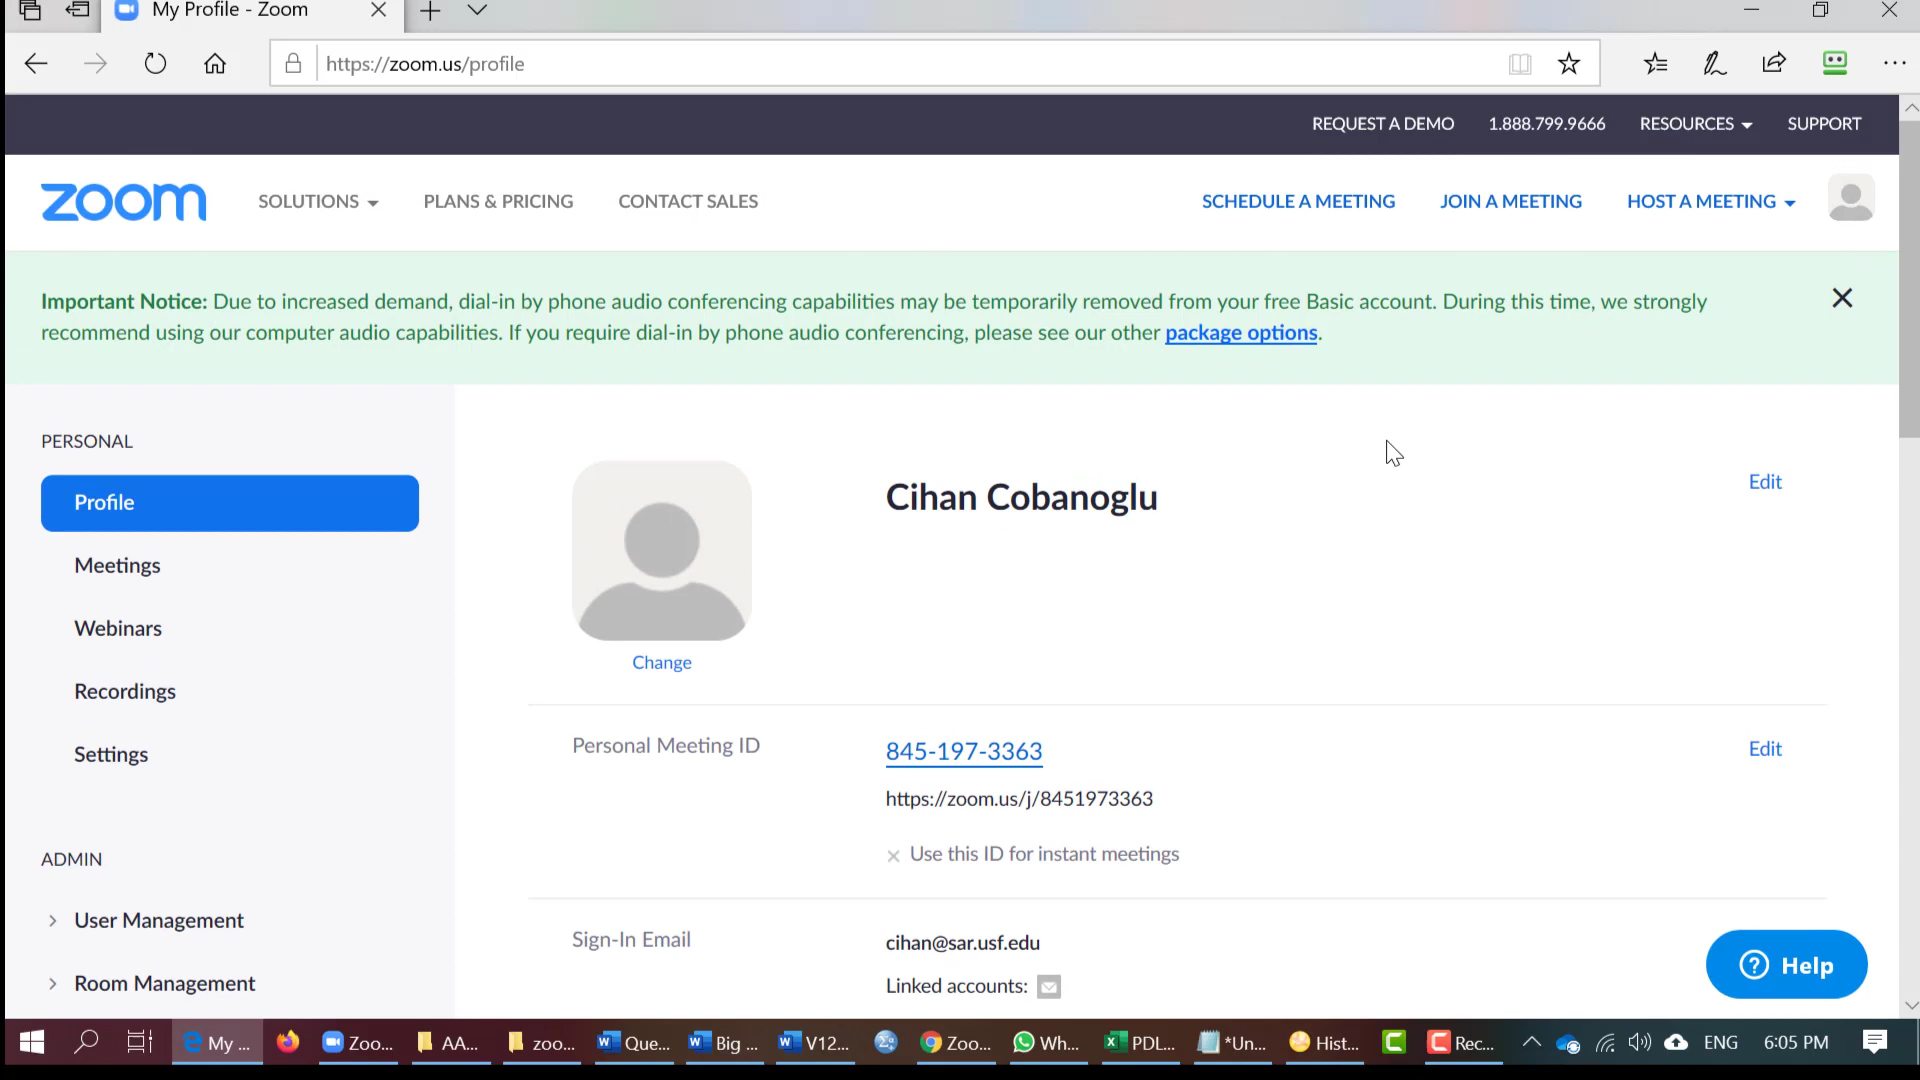 My Profile - Zoom
https://zoom.us/profile
REQUEST A DEMO 1.888.799.9666 RESOURCES SUPPORT
zoom SOLUTIONS PLANS & PRICING CONTACT SALES SCHEDULE A MEETING JOIN A MEETING HOST A MEETING
Important Notice: Due to increased demand, dial-in by phone audio conferencing capabilities may be temporarily removed from your free Basic account. During this time, we strongly
recommend using our computer audio capabilities. If you require dial-in by phone audio conferencing, please see our other package options.
PERSONAL
Profile
Meetings
Webinars
Recordings
Settings
ADMIN
User Management
Room Management
Cihan Cobanoglu Edit
Change
Personal Meeting ID 845-197-3363 Edit
https://zoom.us/j/8451973363
Use this ID for instant meetings
Sign-In Email cihan@sar.usf.edu
Linked accounts:
Help
My ... Zoo... AA... zoo... Que... Big ... V12... Zoo... Wh... PDL... *Un... Hist... Rec... ENG 6:05 PM